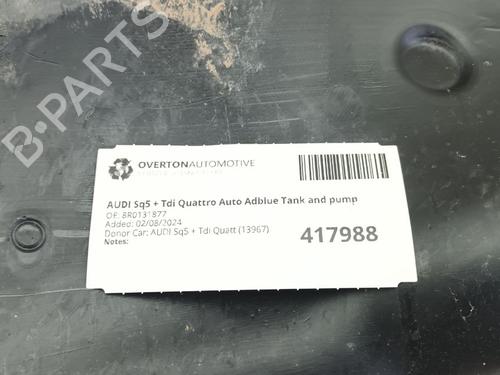 B-PARTS
OVERTONAUTOMOTIVE
AUDI Sq5 + Tdi Quattro Auto Adblue Tank and pump
OE: 8R0131877
Added: 02/08/2024
Donor Car: AUDI Sq5 + Tdi Quatt (13967)
Notes:
417988